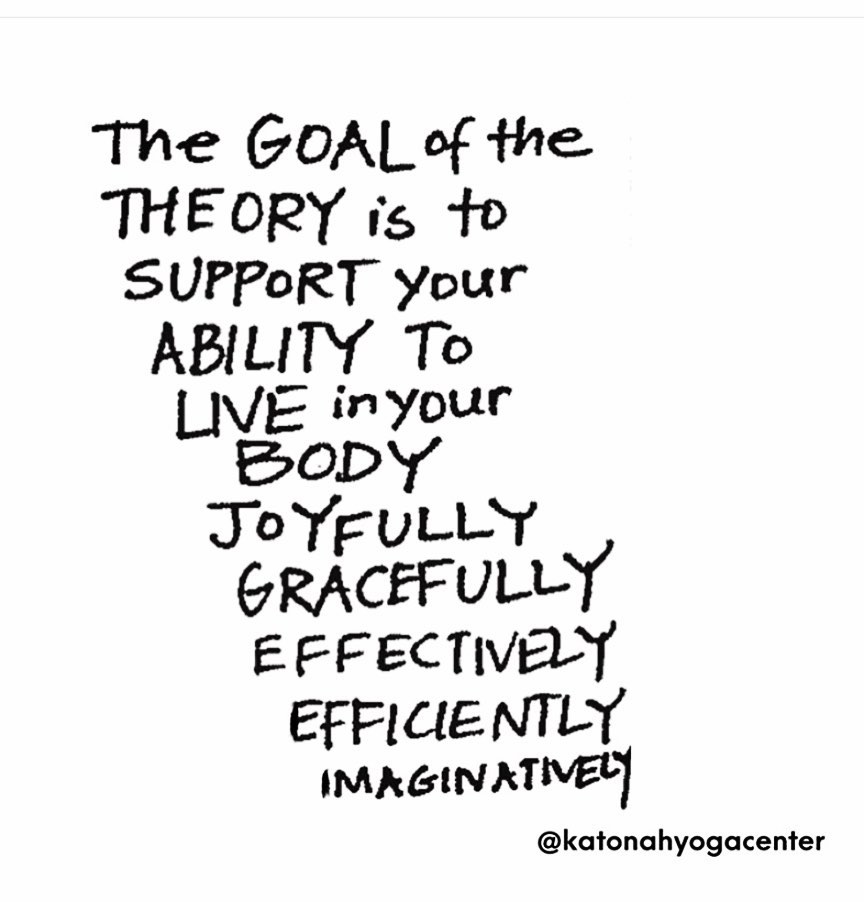 The GOAL of the
THEORY is to
SUPPORT your
ABILITY To
LIVE in your
BODY
JOYFULLY
GRACEFULLY
EFFECTIVELY
EFFICIENTLY
IMAGINATIVELY
@katonahyogacenter